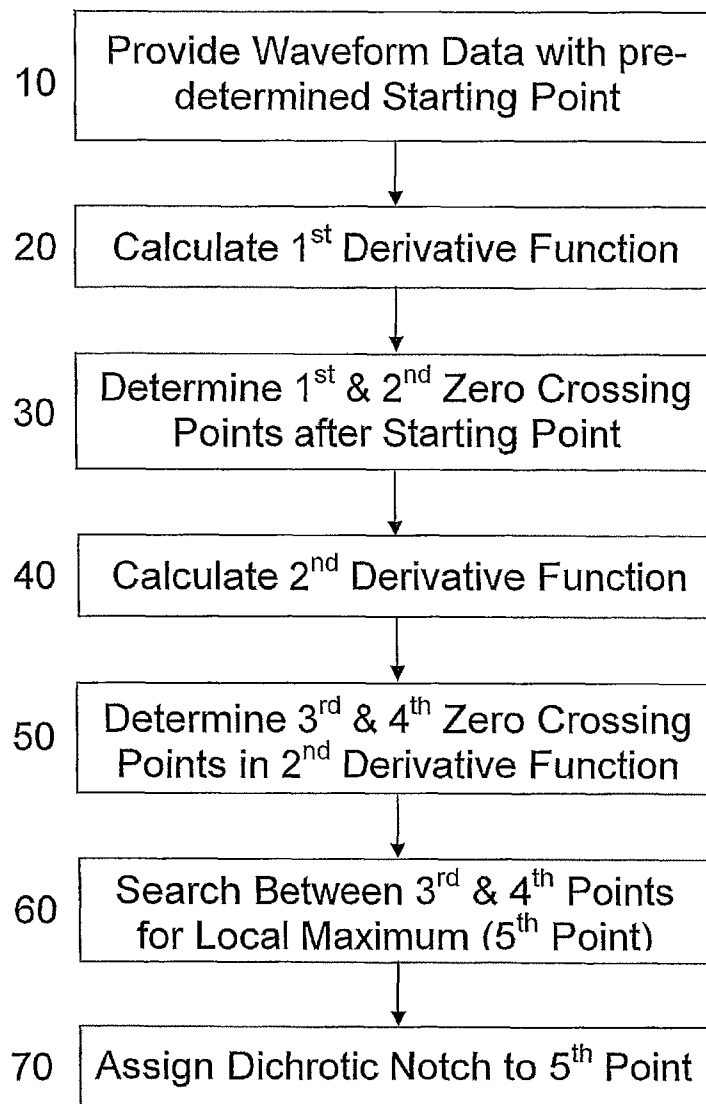 10
Provide Waveform Data with pre-
determined Starting Point
20
Calculate 1st Derivative Function
30
Determine 1st & 2nd Zero Crossing
Points after Starting Point
40
Calculate 2nd Derivative Function
50
Determine 3rd & 4th Zero Crossing
Points in 2nd Derivative Function
60
Search Between 3rd & 4th Points
for Local Maximum (5th Point)
70
Assign Dichrotic Notch to 5th Point